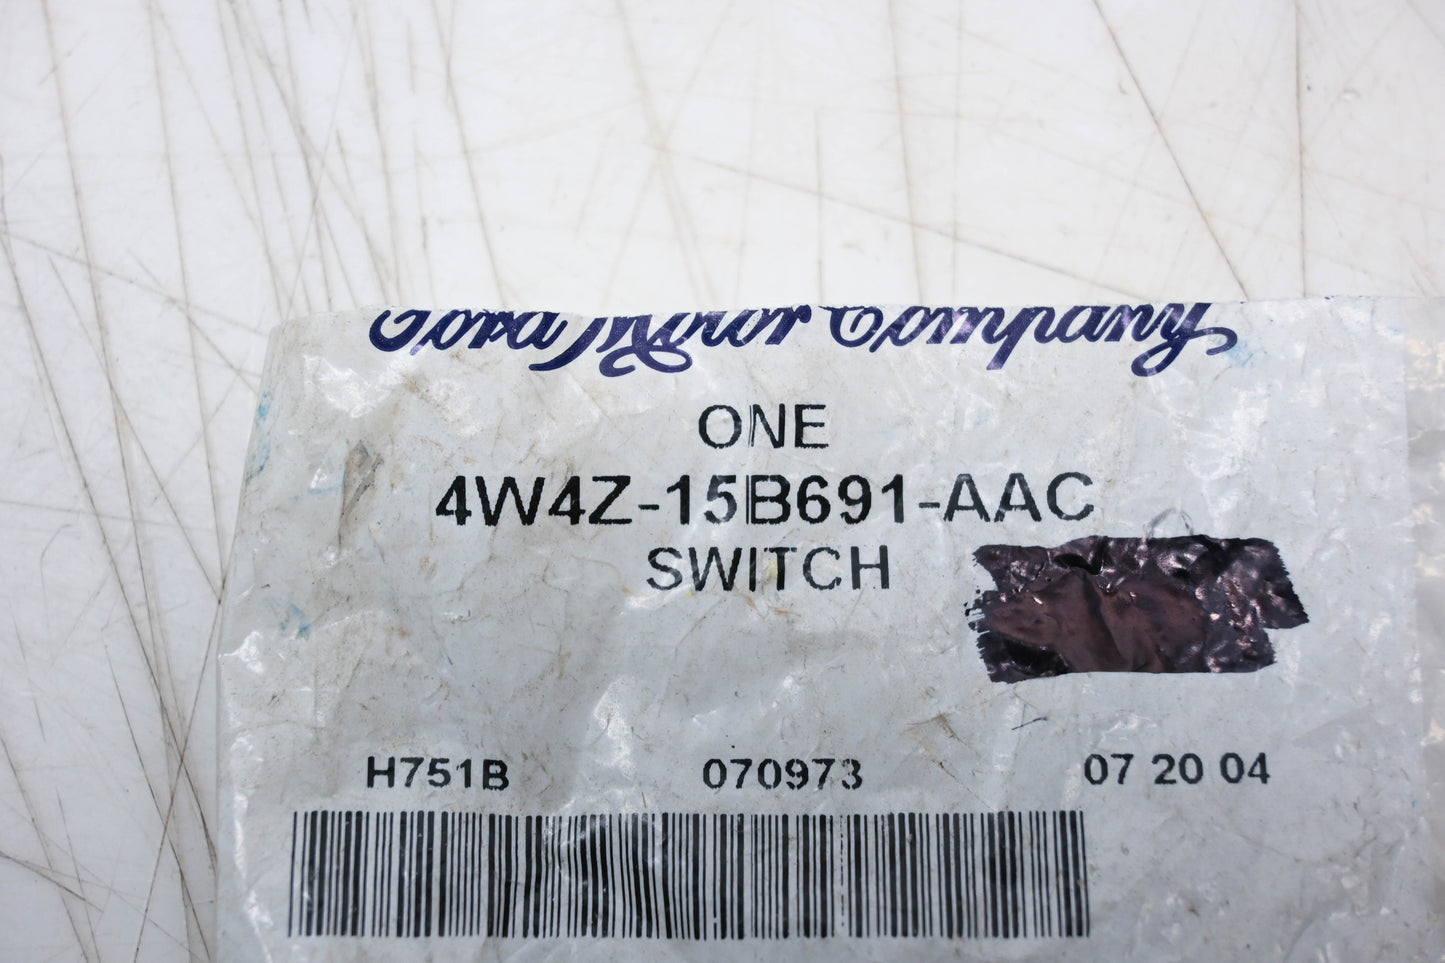 Ford Motor Company
ONE
4W4Z-15B691-AAC
SWITCH
H751B 070973 07 20 04